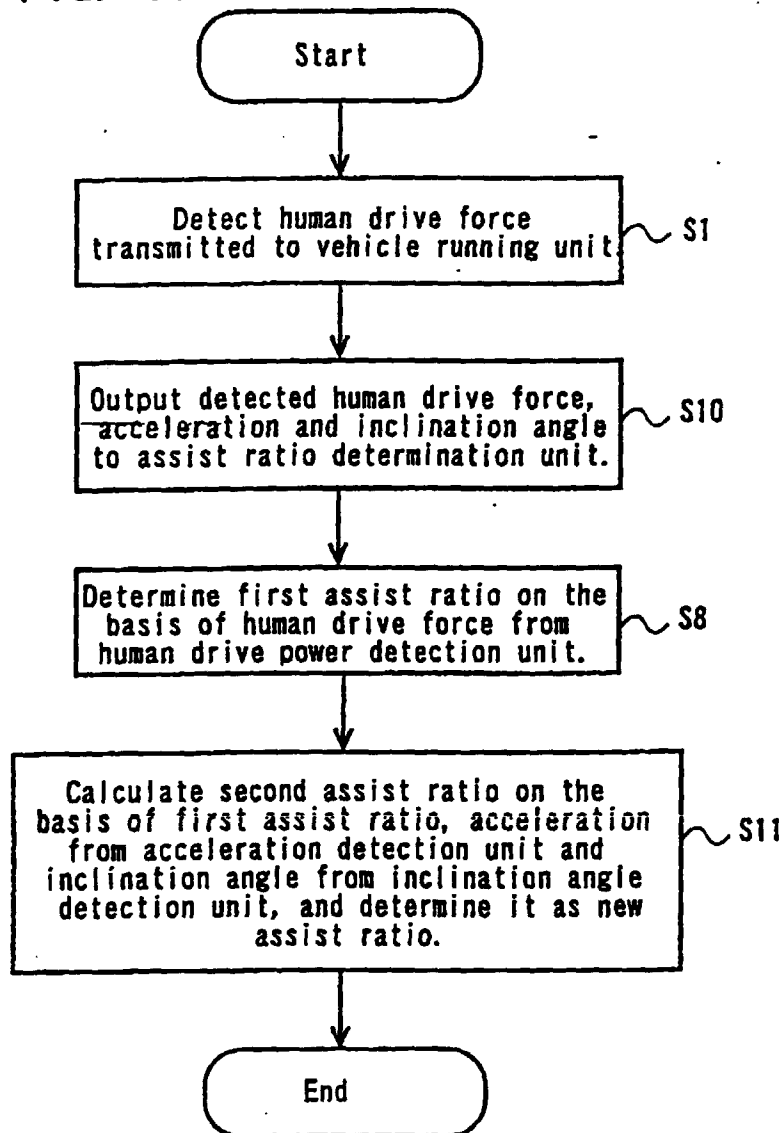 Start
Detect human drive force
transmitted to vehicle running unit.
S1
Output detected human drive force,
acceleration and inclination angle
to assist ratio determination unit.
S10
Determine first assist ratio on the
basis of human drive force from
human drive power detection unit.
S8
Calculate second assist ratio on the
basis of first assist ratio, acceleration
from acceleration detection unit and
inclination angle from inclination angle
detection unit, and determine it as new
assist ratio.
S11
End